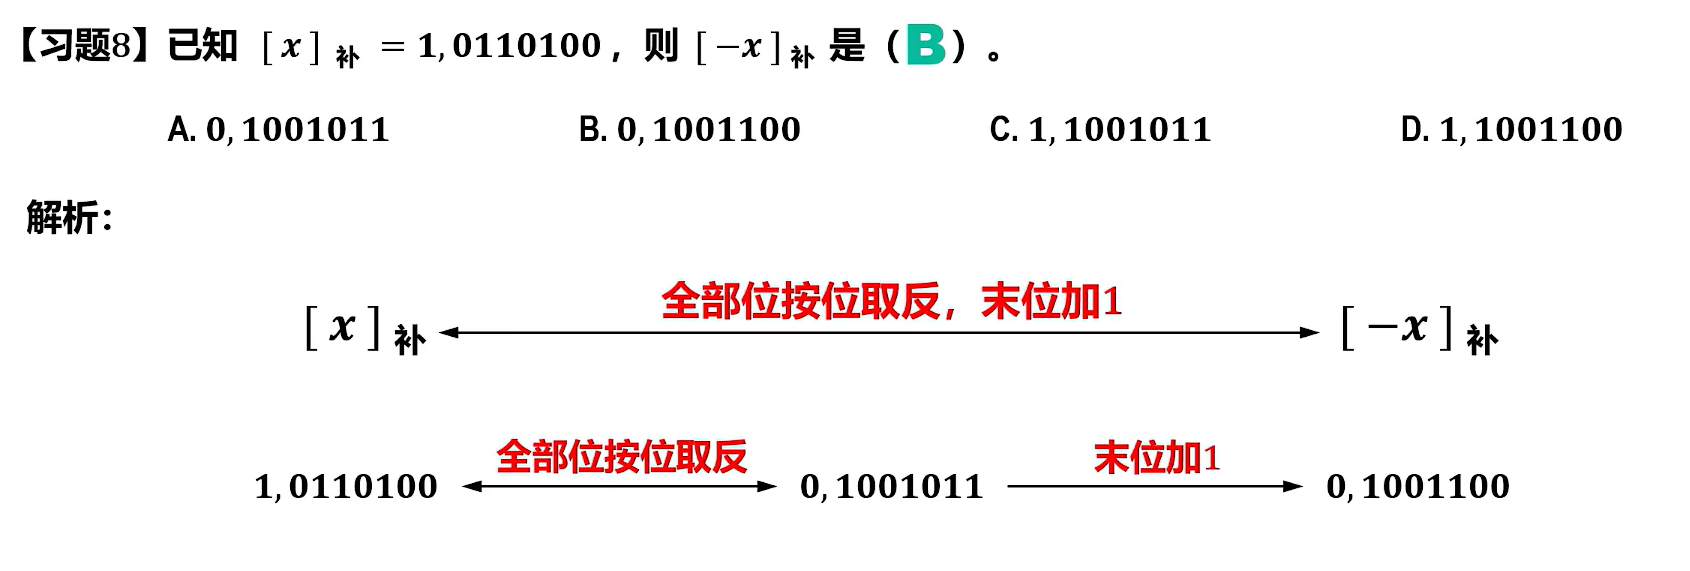 【习题8】已知 [x]补 = 1,0110100，则 [−x]补 是（B）。
A. 0,1001011 B. 0,1001100 C. 1,1001011 D. 1,1001100
解析：
全部位按位取反，末位加1
[x]补 [−x]补
全部位按位取反 末位加1
1,0110100 0,1001011 0,1001100